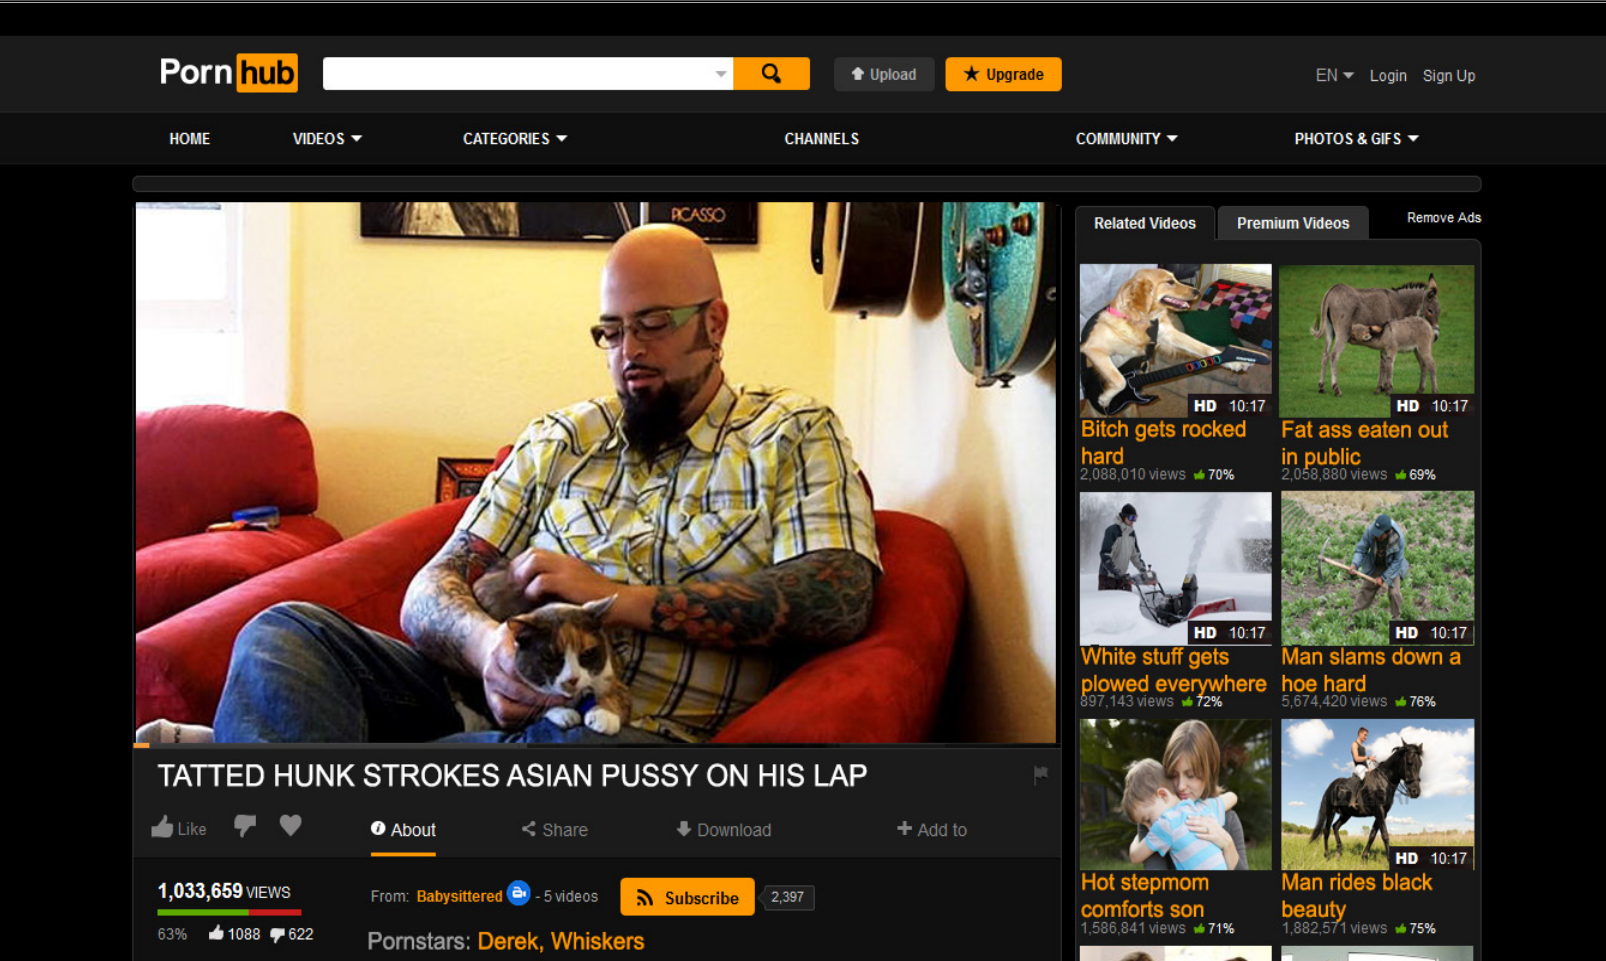 Porn hub
Upload
Upgrade
EN
Login
Sign Up
HOME
VIDEOS
CATEGORIES
CHANNELS
COMMUNITY
PHOTOS & GIFS
PICASSO
TATTED HUNK STROKES ASIAN PUSSY ON HIS LAP
Like
About
Share
Download
Add to
1,033,659 VIEWS
63%
1088
622
From: Babysittered - 5 videos
Subscribe
2,397
Pornstars: Derek, Whiskers
Related Videos
Premium Videos
Remove Ads
HD 10:17
Bitch gets rocked
hard
2,088,010 views 70%
HD 10:17
Fat ass eaten out
in public
2,058,880 views 69%
HD 10:17
White stuff gets
plowed everywhere
897,143 views 72%
HD 10:17
Man slams down a
hoe hard
5,674,420 views 76%
Hot stepmom
comforts son
1,586,841 views 71%
HD 10:17
Man rides black
beauty
1,882,571 views 75%